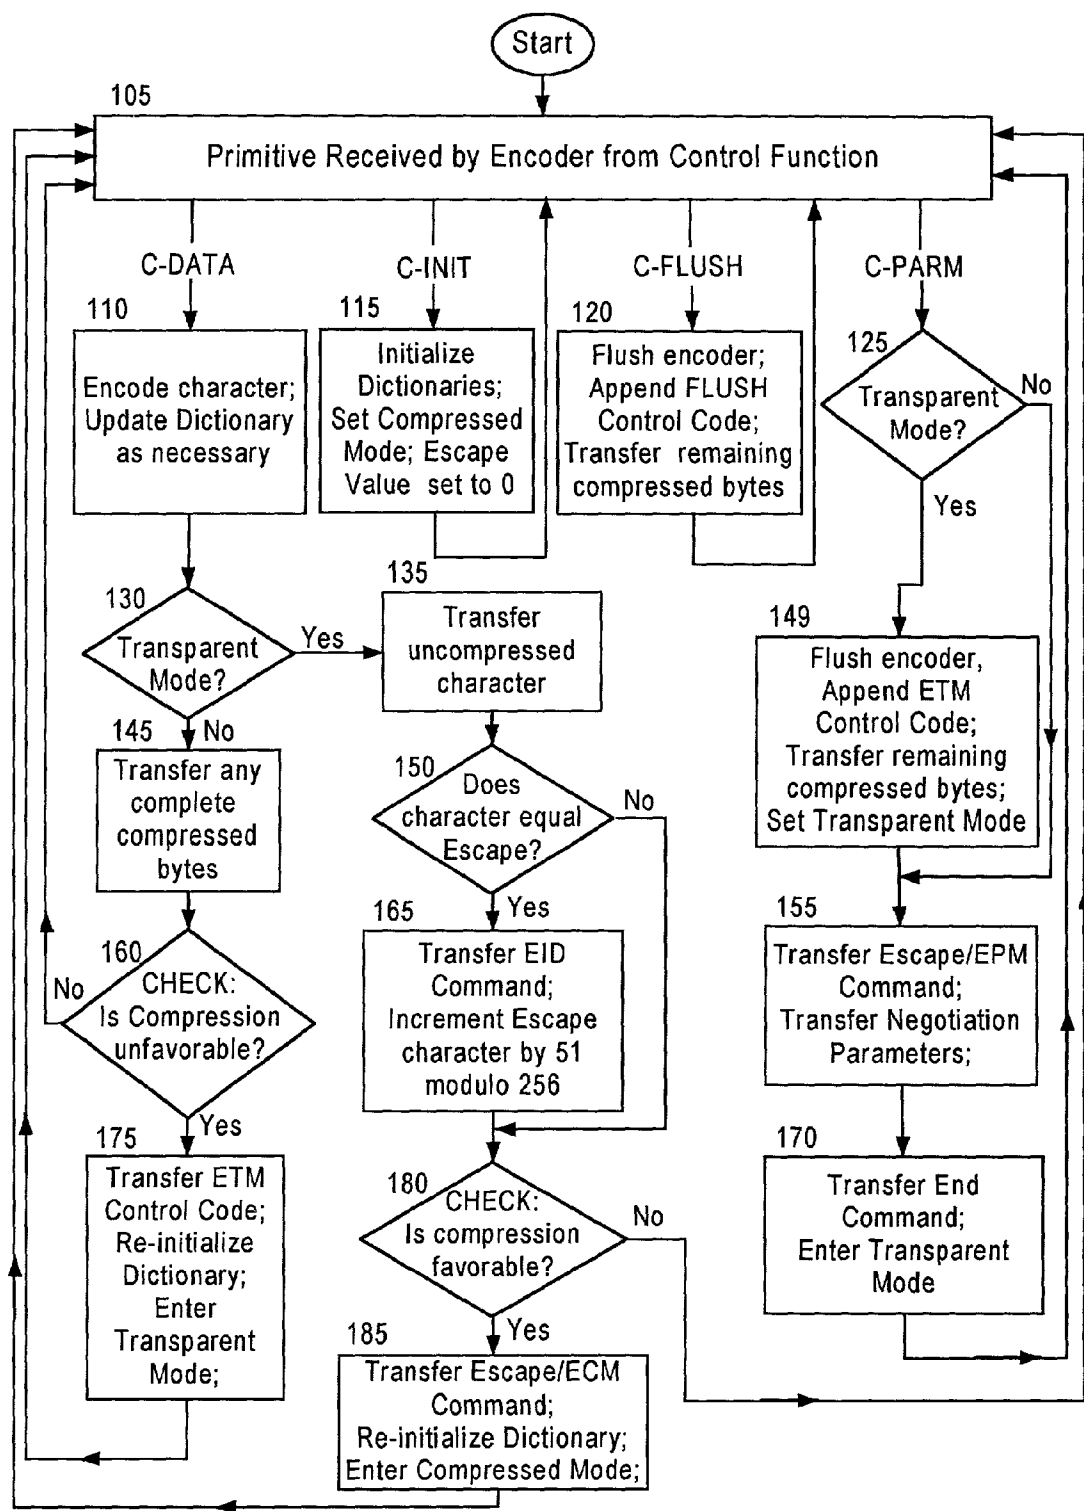 Start
105
Primitive Received by Encoder from Control Function
C-DATA
C-INIT
C-FLUSH
C-PARM
110
Encode character;
Update Dictionary
as necessary
115
Initialize
Dictionaries;
Set Compressed
Mode; Escape
Value set to 0
120
Flush encoder;
Append FLUSH
Control Code;
Transfer remaining
compressed bytes
125
Transparent
Mode?
No
Yes
130
Transparent
Mode?
Yes
No
135
Transfer
uncompressed
character
149
Flush encoder,
Append ETM
Control Code;
Transfer remaining
compressed bytes;
Set Transparent Mode
145
Transfer any
complete
compressed
bytes
150
Does
character equal
Escape?
No
Yes
155
Transfer Escape/EPM
Command;
Transfer Negotiation
Parameters;
160
CHECK:
Is Compression
unfavorable?
No
Yes
165
Transfer EID
Command;
Increment Escape
character by 51
modulo 256
170
Transfer End
Command;
Enter Transparent
Mode
175
Transfer ETM
Control Code;
Re-initialize
Dictionary;
Enter
Transparent
Mode;
180
CHECK:
Is compression
favorable?
No
Yes
185
Transfer Escape/ECM
Command;
Re-initialize Dictionary;
Enter Compressed Mode;